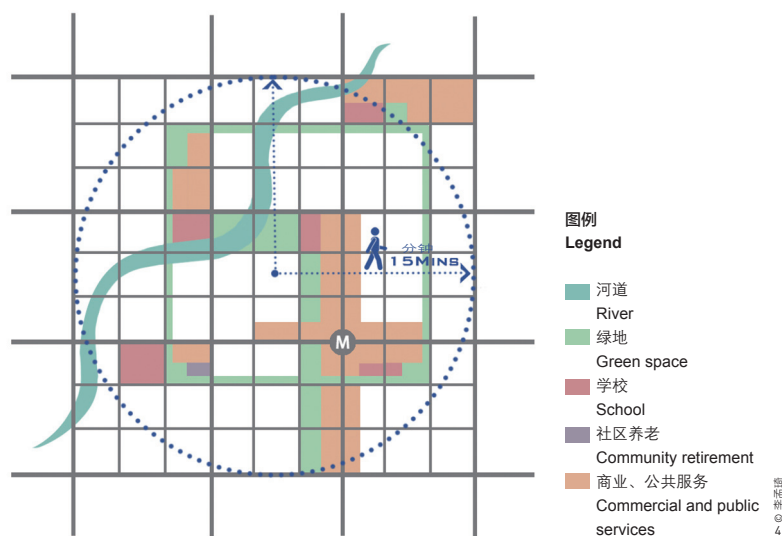 分钟
15MINS
M
图例
Legend
河道
River
绿地
Green space
学校
School
社区养老
Community retirement
商业、公共服务
Commercial and public
services
4 ©